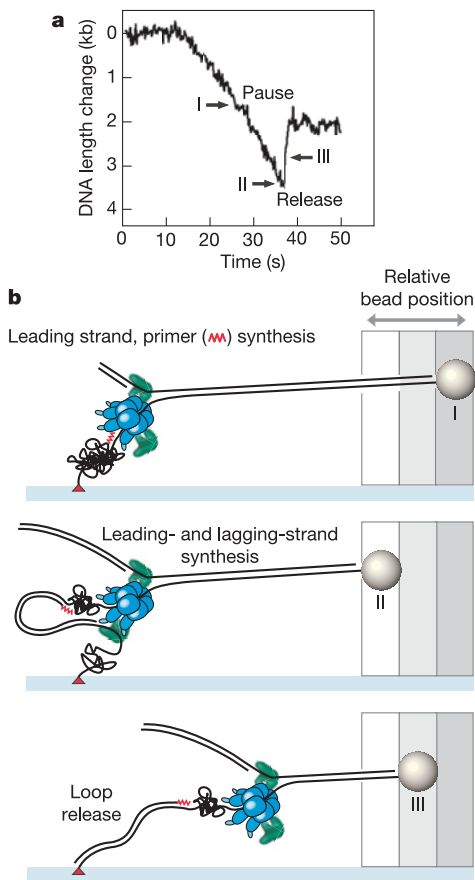 a
DNA length change (kb)
0
1
2
3
4
I
Pause
II
III
Release
0 10 20 30 40 50
Time (s)
b
Relative
bead position
Leading strand, primer ( ) synthesis
I
Leading- and lagging-strand
synthesis
II
Loop
release
III